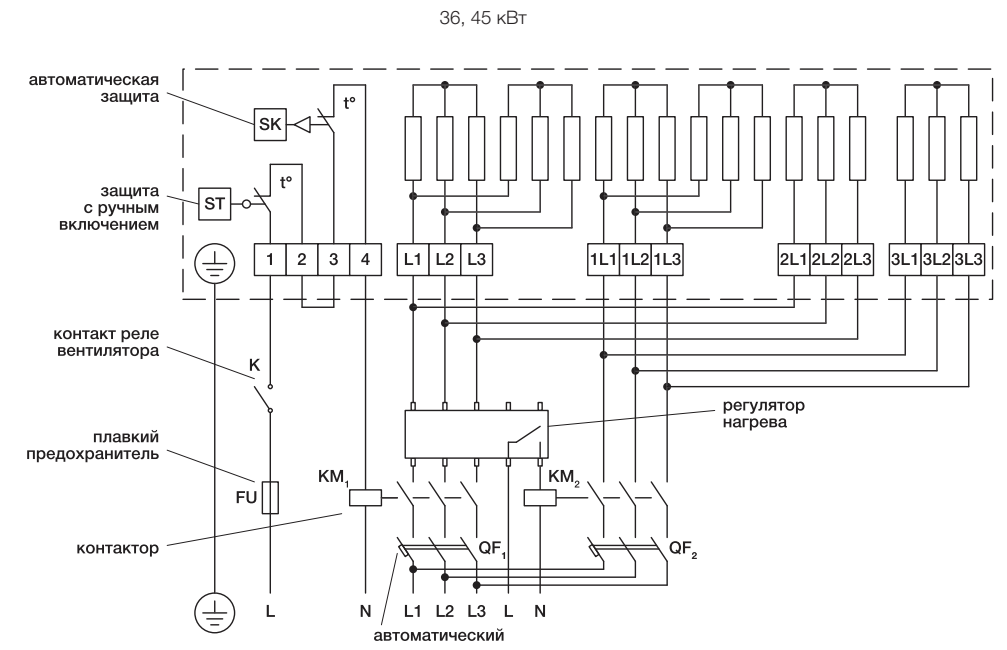 36, 45 кВт
автоматическая
защита
SK
t°
защита
с ручным
включением
ST
t°
1 2 3 4 L1 L2 L3 1L1 1L2 1L3 2L1 2L2 2L3 3L1 3L2 3L3
контакт реле
вентилятора
K
регулятор
нагрева
плавкий
предохранитель
FU
KM1
KM2
контактор
QF1
QF2
L N L1 L2 L3 L N
автоматический